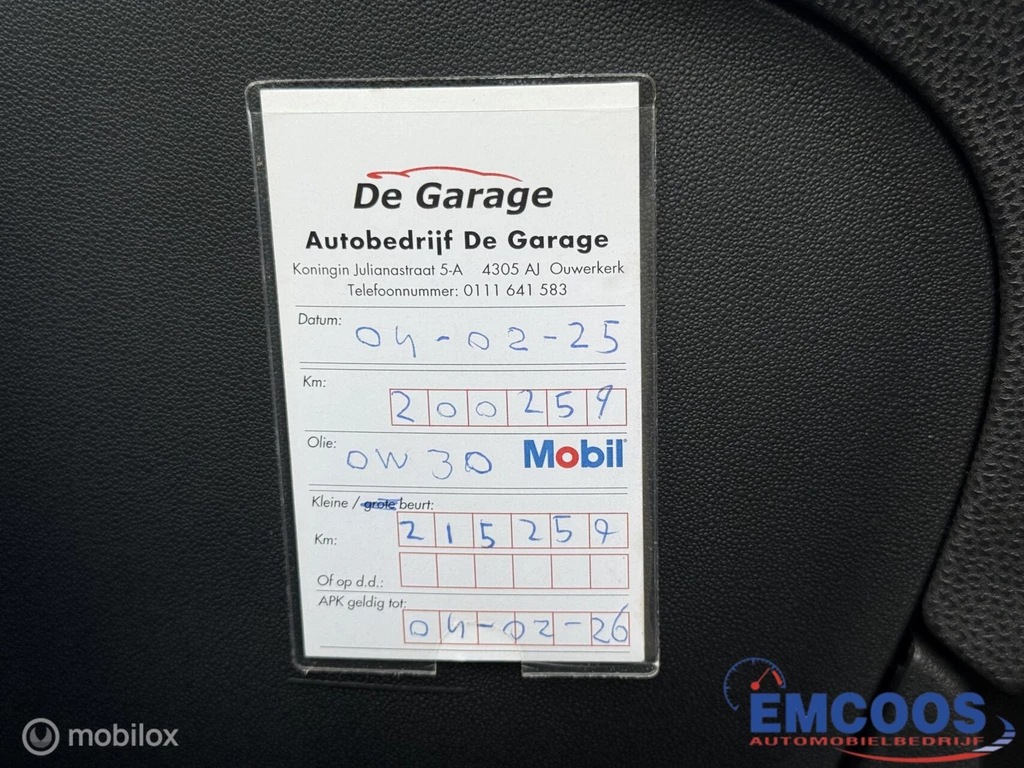 De Garage
Autobedrijf De Garage
Koningin Julianastraat 5-A 4305 AJ Ouwerkerk
Telefoonnummer: 0111 641 583
Datum: 04-02-25
Km:
200259
Olie: 0W30 Mobil
Kleine / grote beurt:
Km: 215259
Of op d.d.:
APK geldig tot:
04-02-26
mobilox
EMCOOS
AUTOMOBIELBEDRIJF